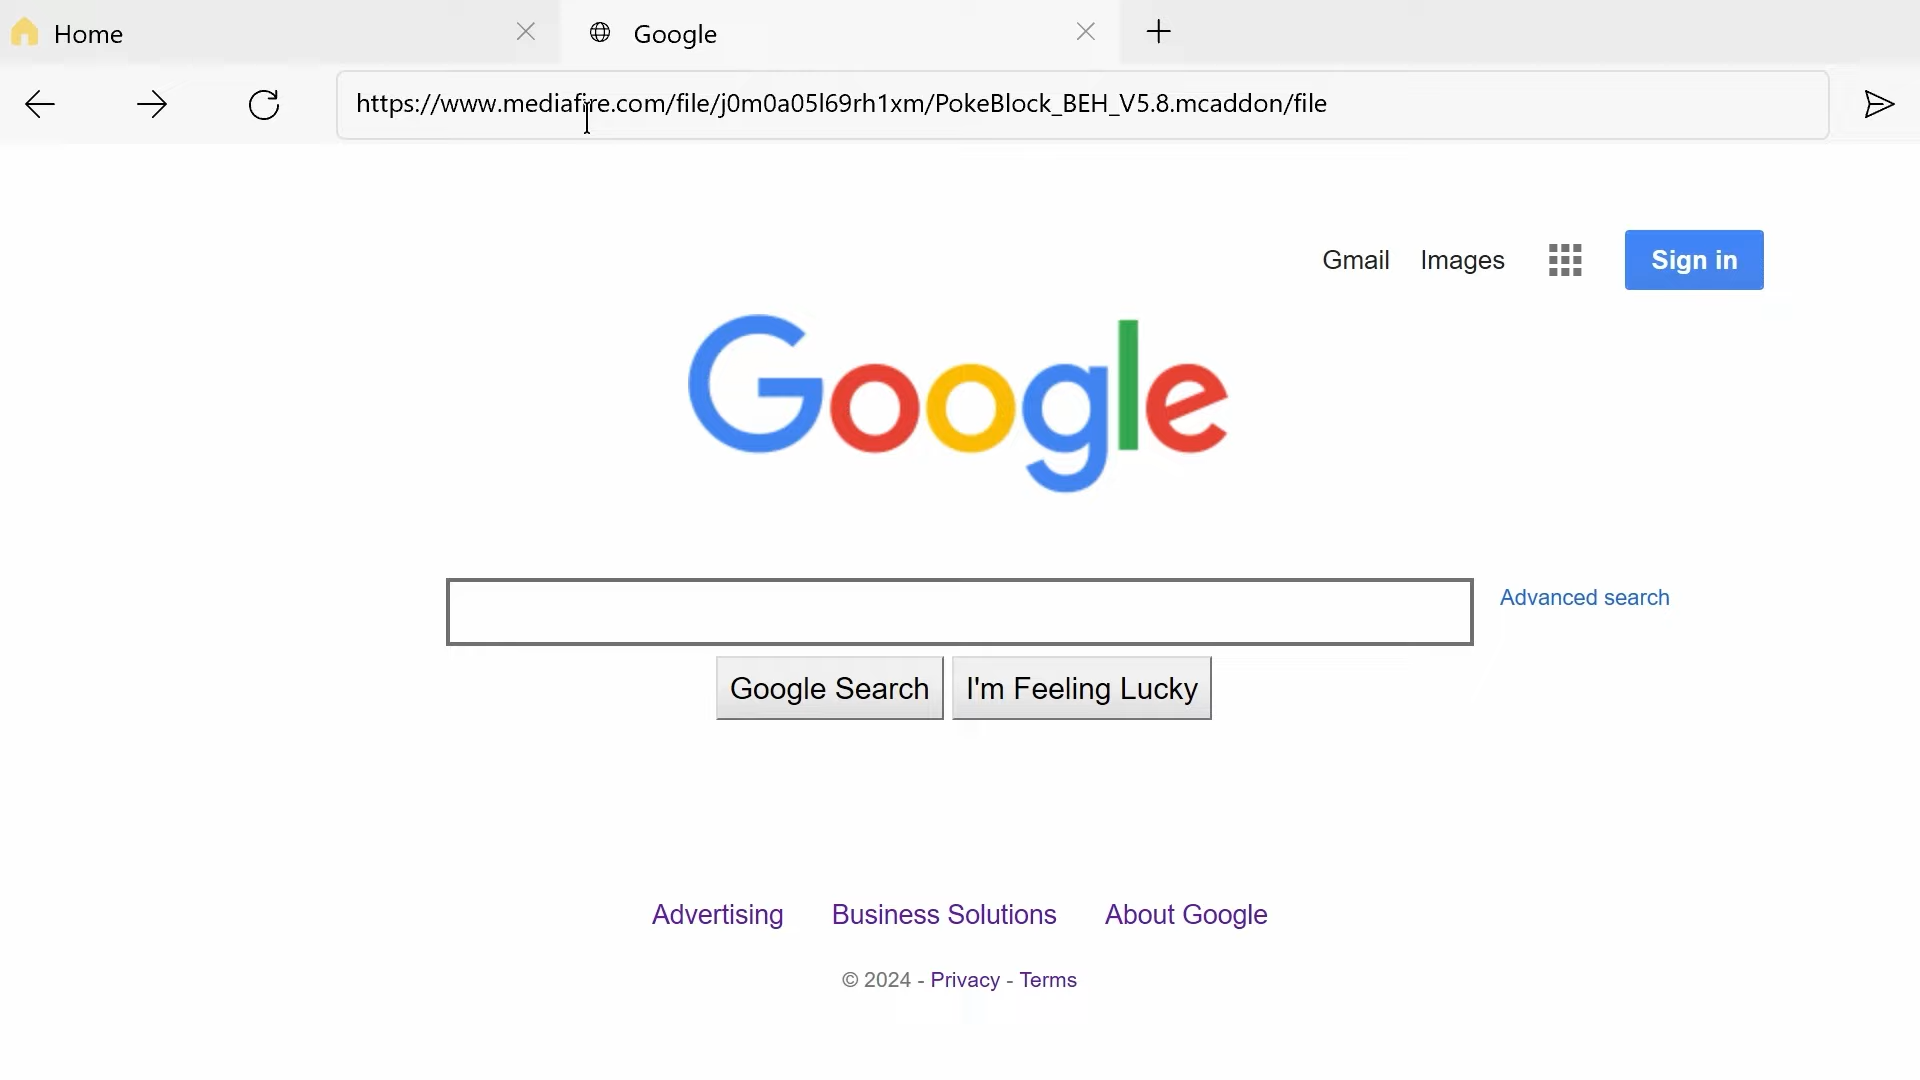 Home
Google
https://www.mediafire.com/file/j0m0a05l69rh1xm/PokeBlock_BEH_V5.8.mcaddon/file
Gmail Images Sign in
Google
Advanced search
Google Search I'm Feeling Lucky
Advertising Business Solutions About Google
© 2024 - Privacy - Terms